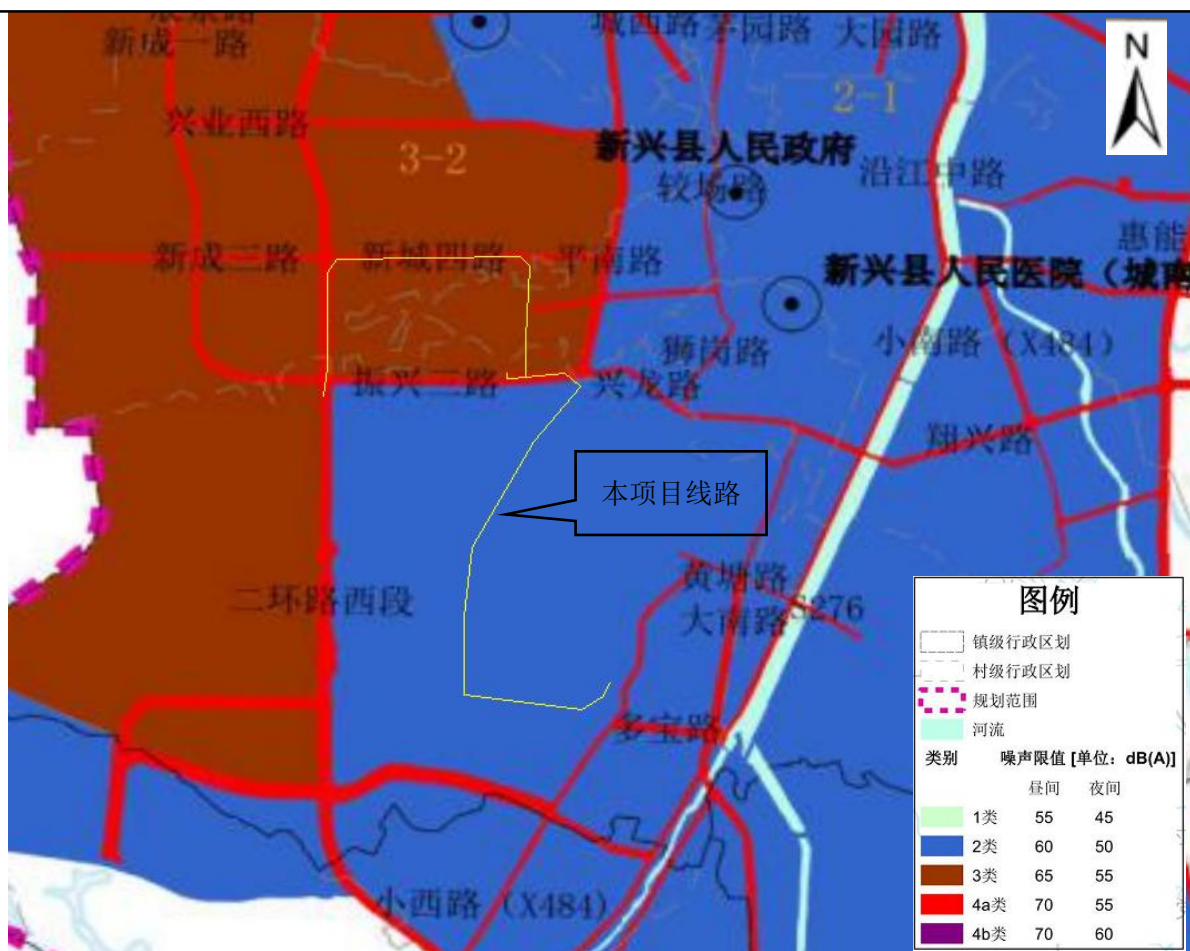 新成一路
城西路
茅园路
大园路
N
2-1
兴业西路
3-2
新兴县人民政府
较场路
沿江中路
惠能
新成三路
新城四路
平南路
新兴县人民医院（城南
小南路（X484）
狮岗路
振兴二路
兴龙路
翔兴路
本项目线路
黄塘路
二环路西段
大南路
S276
多宝路
小西路（X484）
图例
镇级行政区划
村级行政区划
规划范围
河流
类别 噪声限值 [单位：dB(A)]
昼间 夜间
1类 55 45
2类 60 50
3类 65 55
4a类 70 55
4b类 70 60